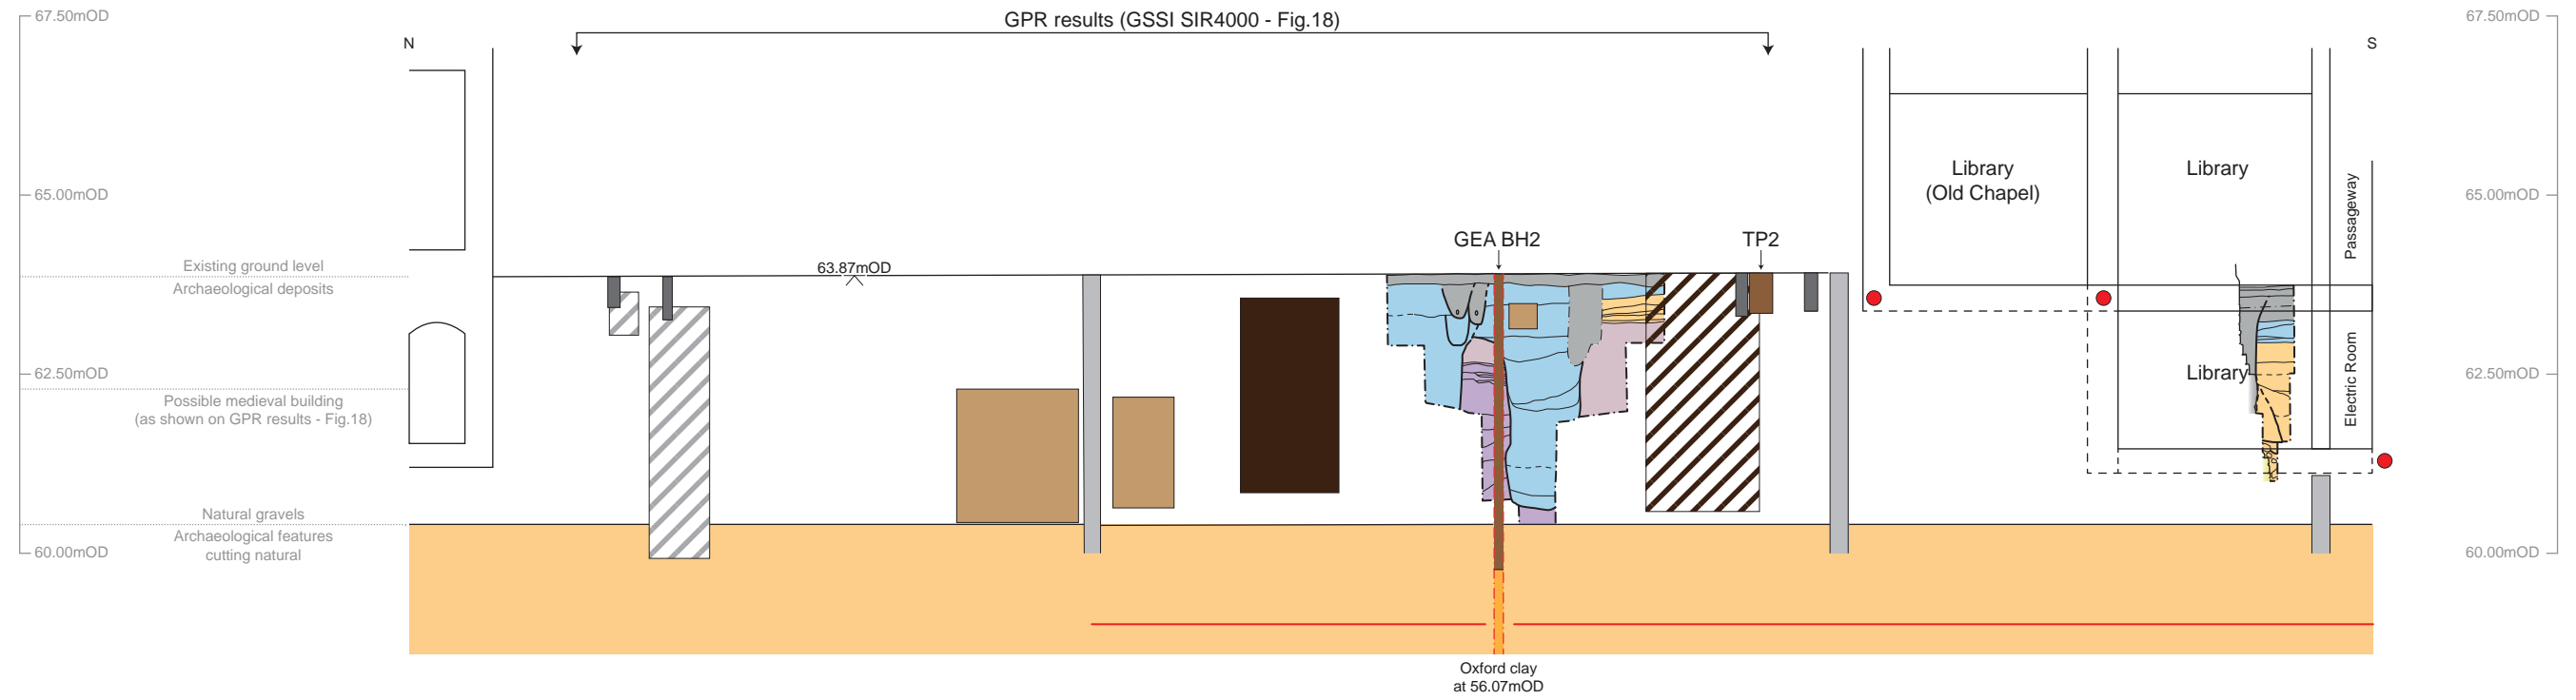 67.50mOD
GPR results (GSSI SIR4000 - Fig.18)
67.50mOD
N
S
65.00mOD
Library
(Old Chapel)
Library
Passageway
65.00mOD
GEA BH2
TP2
Existing ground level
63.87mOD
Archaeological deposits
62.50mOD
Library
Electric Room
62.50mOD
Possible medieval building
(as shown on GPR results - Fig.18)
Natural gravels
Archaeological features
cutting natural
60.00mOD
60.00mOD
Oxford clay
at 56.07mOD